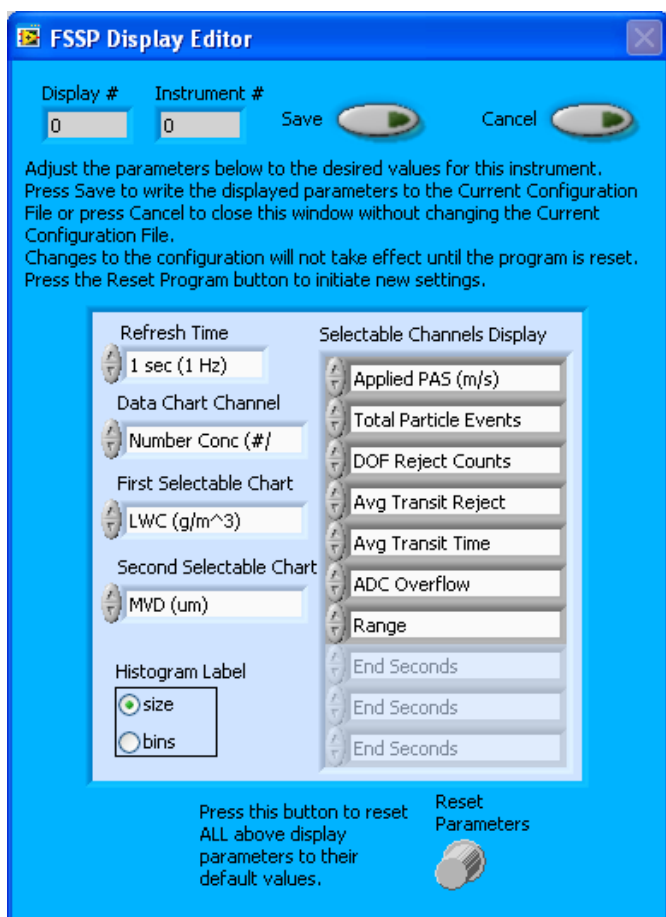 FSSP Display Editor
Display #
Instrument #
0
0
Save
Cancel
Adjust the parameters below to the desired values for this instrument.
Press Save to write the displayed parameters to the Current Configuration
File or press Cancel to close this window without changing the Current
Configuration File.
Changes to the configuration will not take effect until the program is reset.
Press the Reset Program button to initiate new settings.
Refresh Time
1 sec (1 Hz)
Data Chart Channel
Number Conc (#/
First Selectable Chart
LWC (g/m^3)
Second Selectable Chart
MVD (um)
Histogram Label
size
bins
Selectable Channels Display
Applied PAS (m/s)
Total Particle Events
DOF Reject Counts
Avg Transit Reject
Avg Transit Time
ADC Overflow
Range
End Seconds
End Seconds
End Seconds
Press this button to reset
ALL above display
parameters to their
default values.
Reset
Parameters